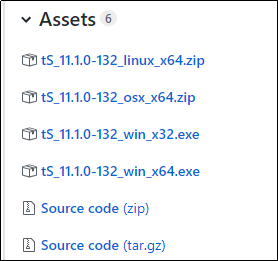 Assets 6
tS_11.1.0-132_linux_x64.zip
tS_11.1.0-132_osx_x64.zip
tS_11.1.0-132_win_x32.exe
tS_11.1.0-132_win_x64.exe
Source code (zip)
Source code (tar.gz)